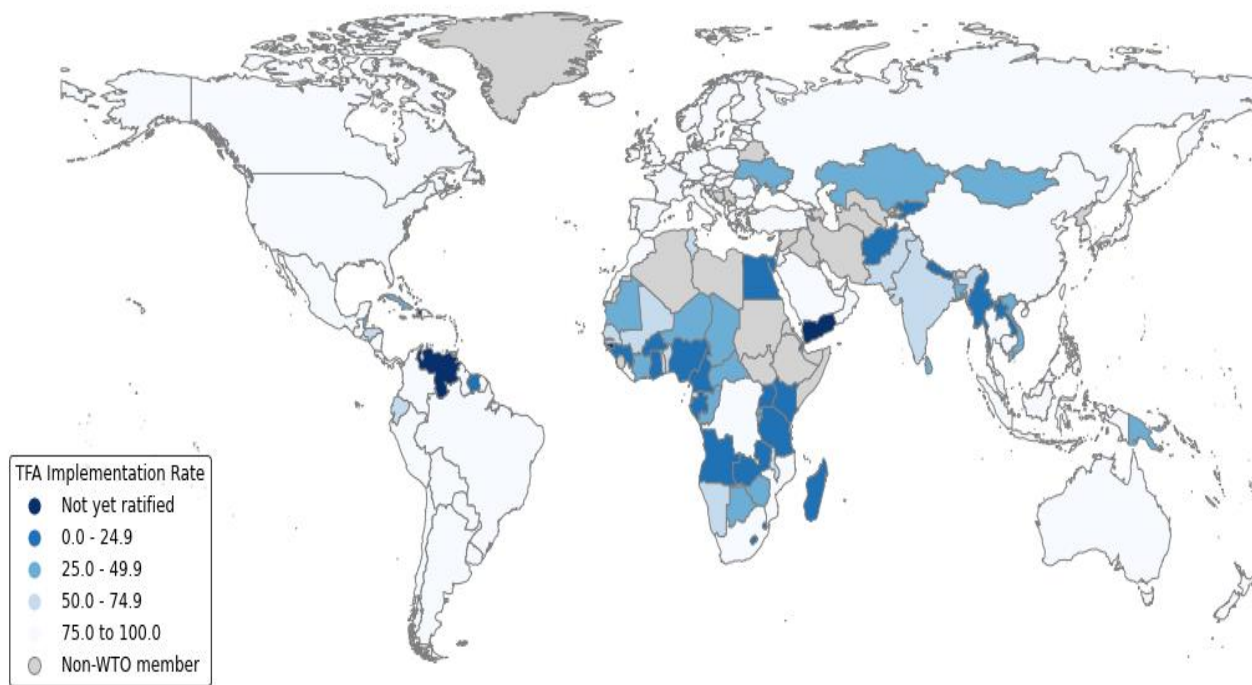 TFA Implementation Rate
Not yet ratified
0.0 - 24.9
25.0 - 49.9
50.0 - 74.9
75.0 to 100.0
Non-WTO member